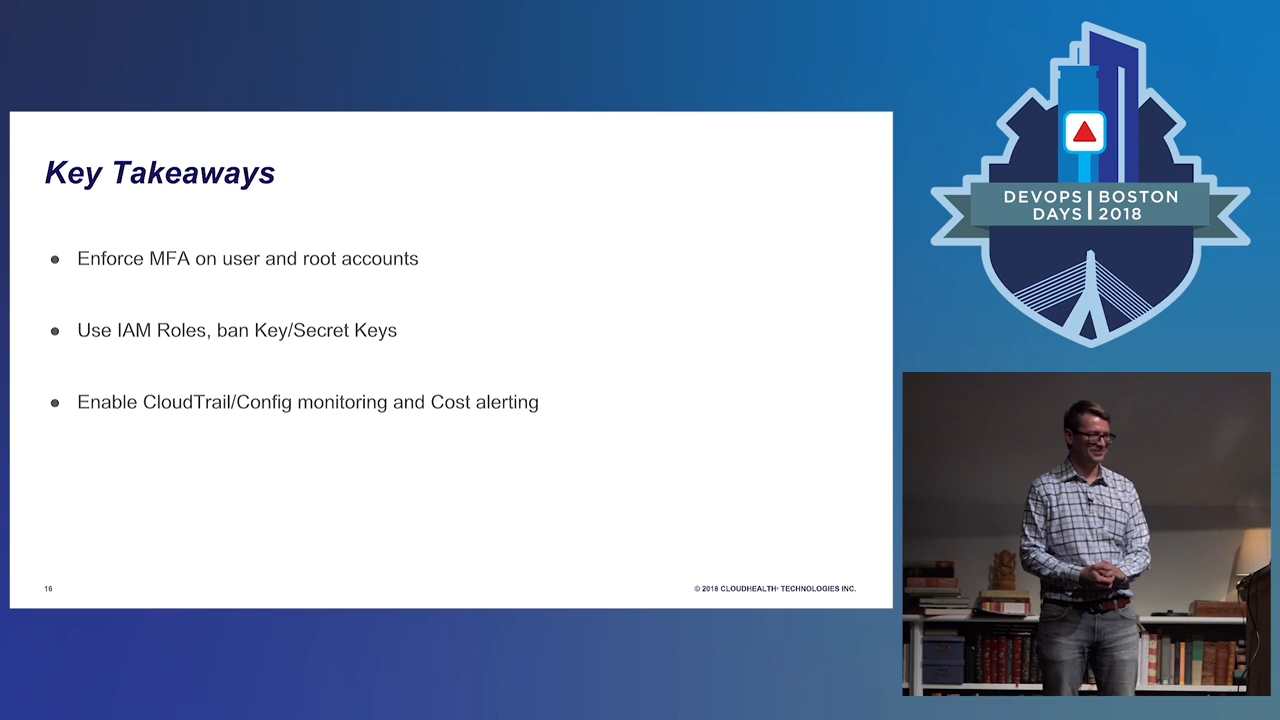 Key Takeaways
● Enforce MFA on user and root accounts
● Use IAM Roles, ban Key/Secret Keys
● Enable CloudTrail/Config monitoring and Cost alerting
16
© 2018 CLOUDHEALTH® TECHNOLOGIES INC.
DEVOPS | BOSTON
DAYS | 2018